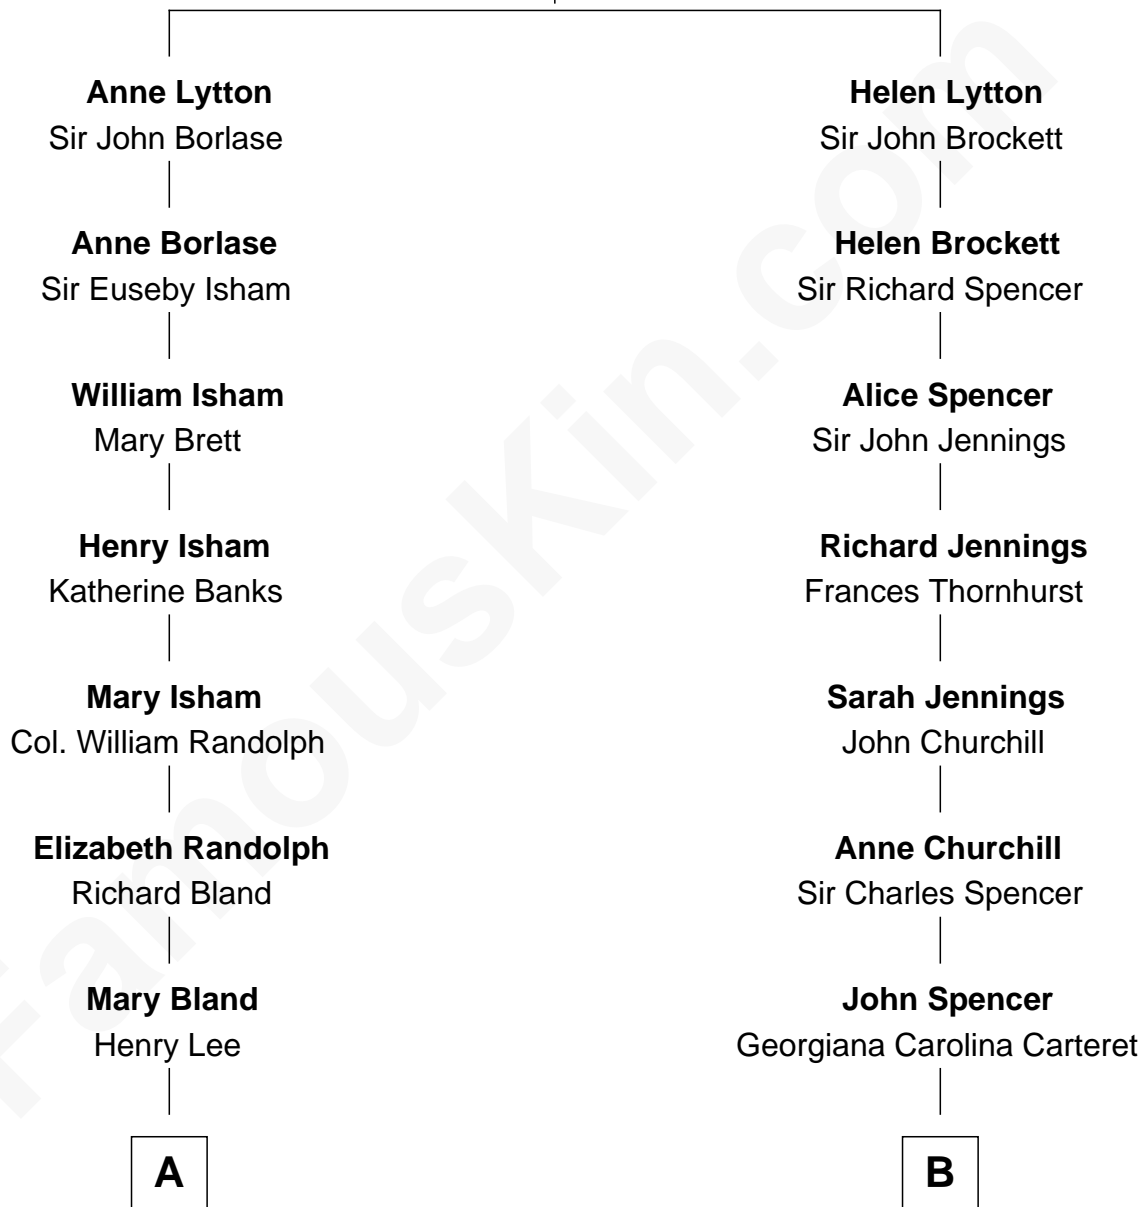 Anne Lytton
Sir John Borlase
Anne Borlase
Sir Euseby Isham
William Isham
Mary Brett
Henry Isham
Katherine Banks
Mary Isham
Col. William Randolph
Elizabeth Randolph
Richard Bland
Mary Bland
Henry Lee
A
Helen Lytton
Sir John Brockett
Helen Brockett
Sir Richard Spencer
Alice Spencer
Sir John Jennings
Richard Jennings
Frances Thornhurst
Sarah Jennings
John Churchill
Anne Churchill
Sir Charles Spencer
John Spencer
Georgiana Carolina Carteret
B
FamousKin.com